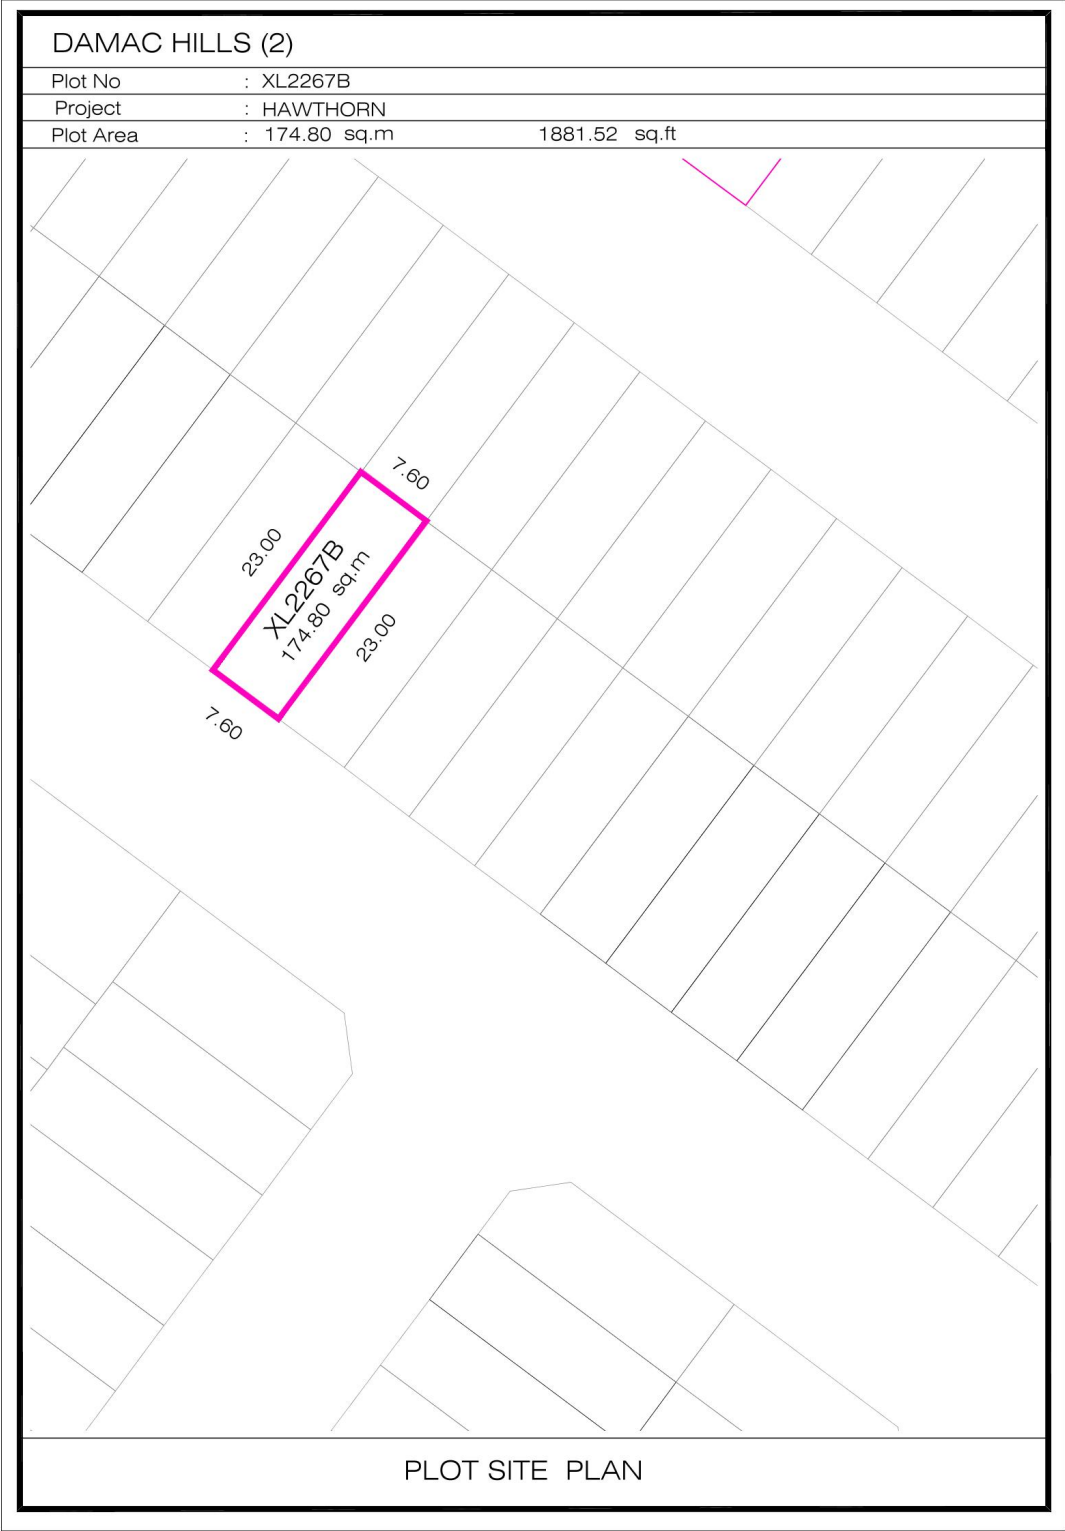 DAMAC HILLS (2)
Plot No : XL2267B
Project : HAWTHORN
Plot Area : 174.80 sq.m 1881.52 sq.ft
7.60
23.00
XL2267B
174.80 sq.m
23.00
7.60
PLOT SITE PLAN